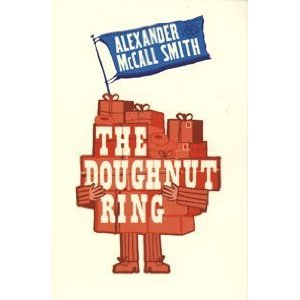 ALEXANDER
McCALL SMITH
THE
DOUGHNUT
RING